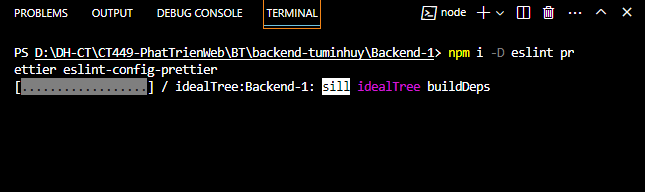 PROBLEMS OUTPUT DEBUG CONSOLE TERMINAL node
PS D:\DH-CT\CT449-PhatTrienWeb\BT\backend-tuminhuy\Backend-1> npm i -D eslint pr
ettier eslint-config-prettier
[..................] / idealTree:Backend-1: sill idealTree buildDeps